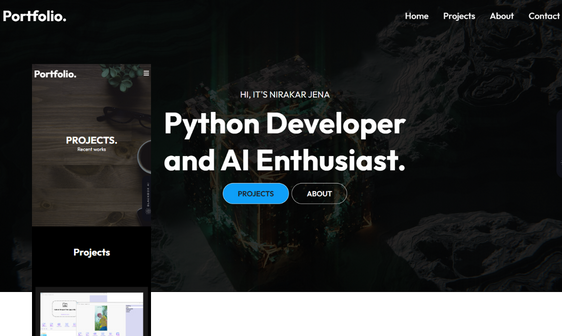 Portfolio.
Home Projects About Contact
HI, IT'S NIRAKAR JENA
Python Developer
and AI Enthusiast.
PROJECTS
ABOUT
Portfolio.
PROJECTS.
Recent works
Projects